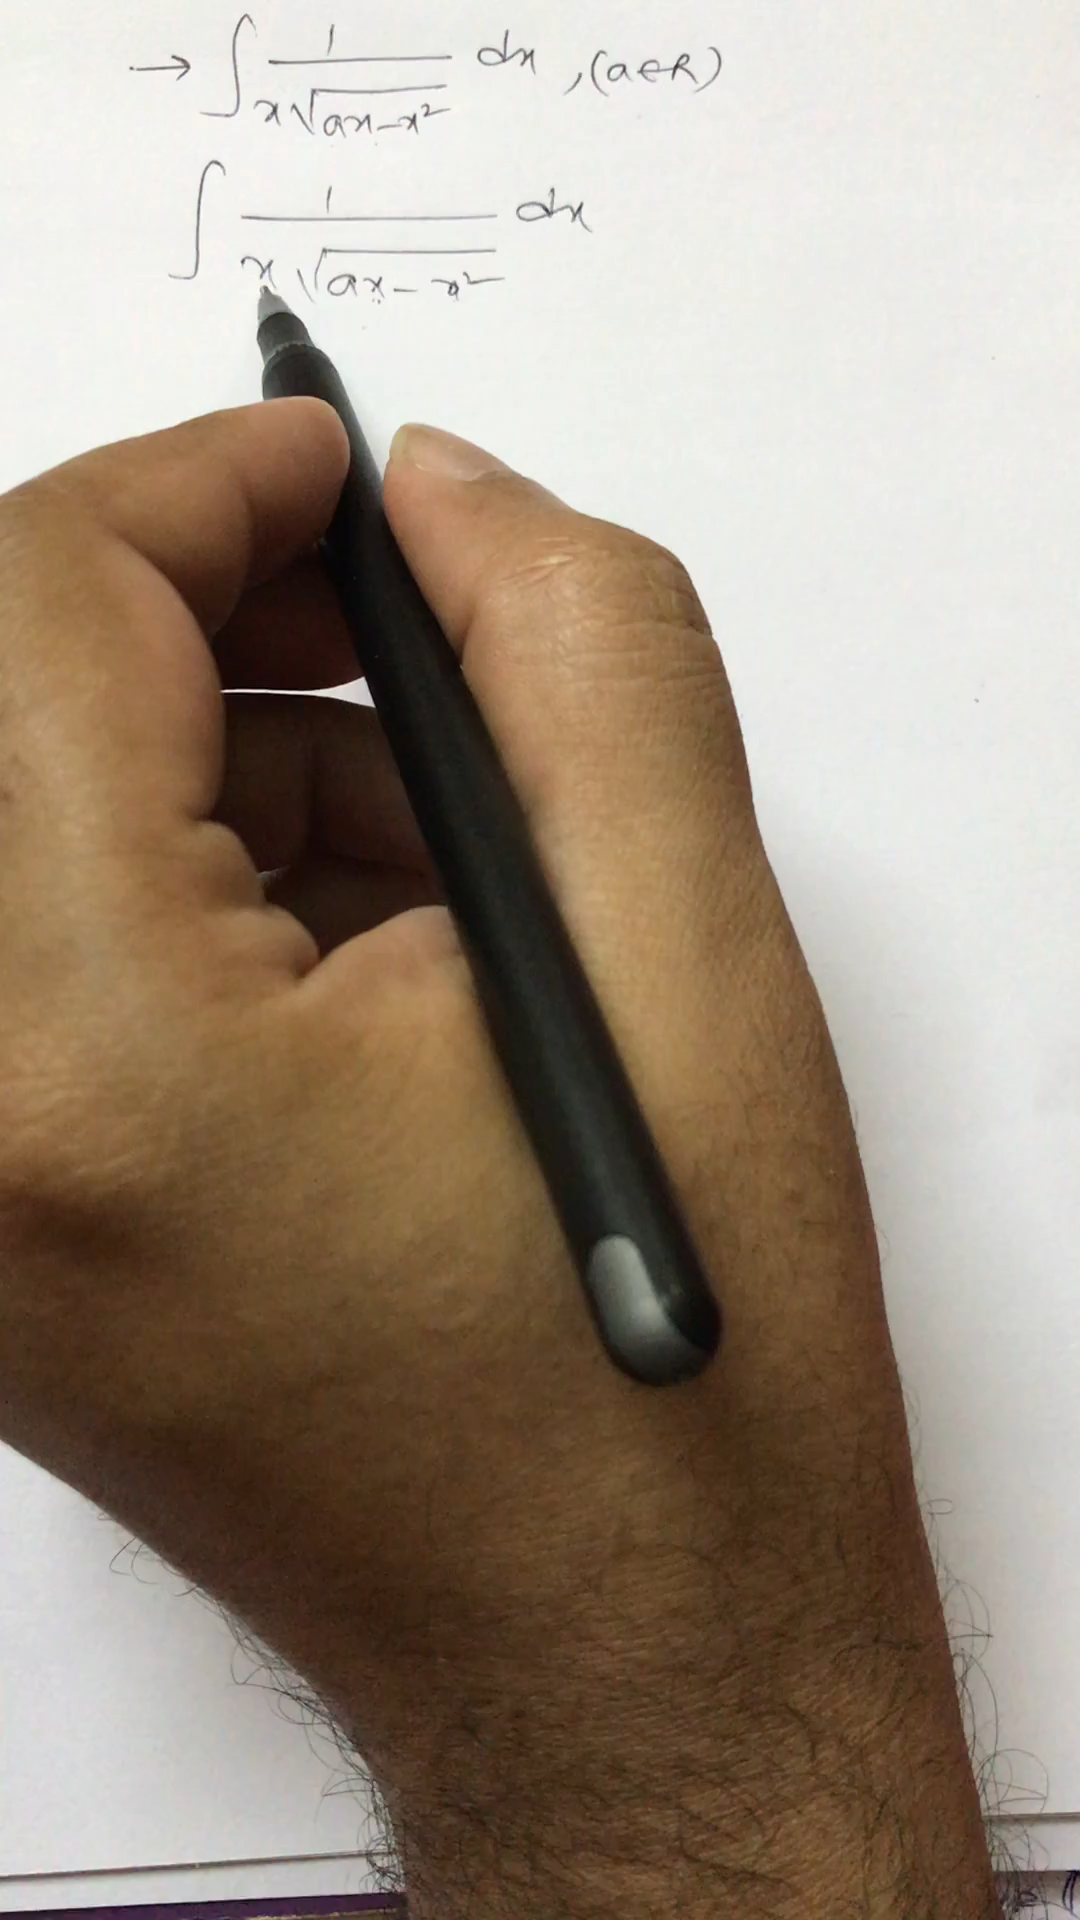 → ∫ 1/(x√(ax-x²)) dx , (a∈R)
∫ 1/(x√(ax-x²)) dx